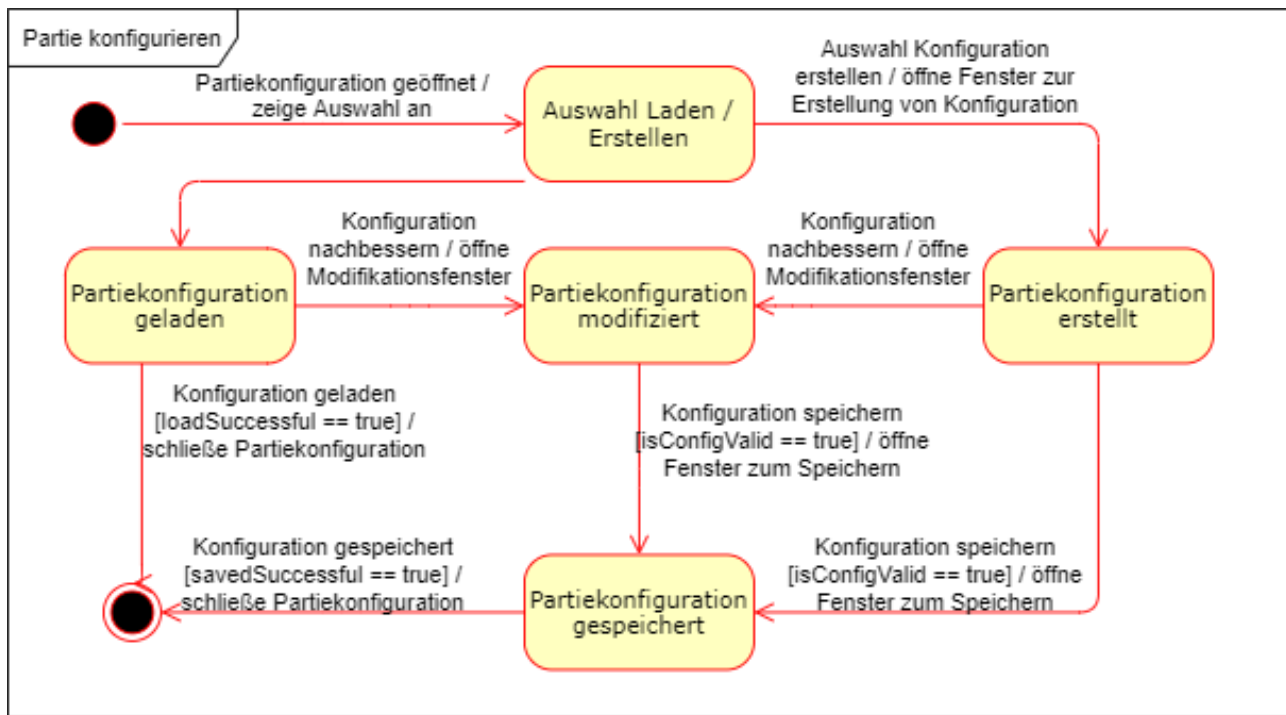 Partie konfigurieren
Partiekonfiguration geöffnet /
zeige Auswahl an
Auswahl Laden /
Erstellen
Auswahl Konfiguration
erstellen / öffne Fenster zur
Erstellung von Konfiguration
Partiekonfiguration
geladen
Konfiguration
nachbessern / öffne
Modifikationsfenster
Partiekonfiguration
modifiziert
Konfiguration
nachbessern / öffne
Modifikationsfenster
Partiekonfiguration
erstellt
Konfiguration geladen
[loadSuccessful == true] /
schließe Partiekonfiguration
Konfiguration speichern
[isConfigValid == true] / öffne
Fenster zum Speichern
Konfiguration gespeichert
[savedSuccessful == true] /
schließe Partiekonfiguration
Partiekonfiguration
gespeichert
Konfiguration speichern
[isConfigValid == true] / öffne
Fenster zum Speichern